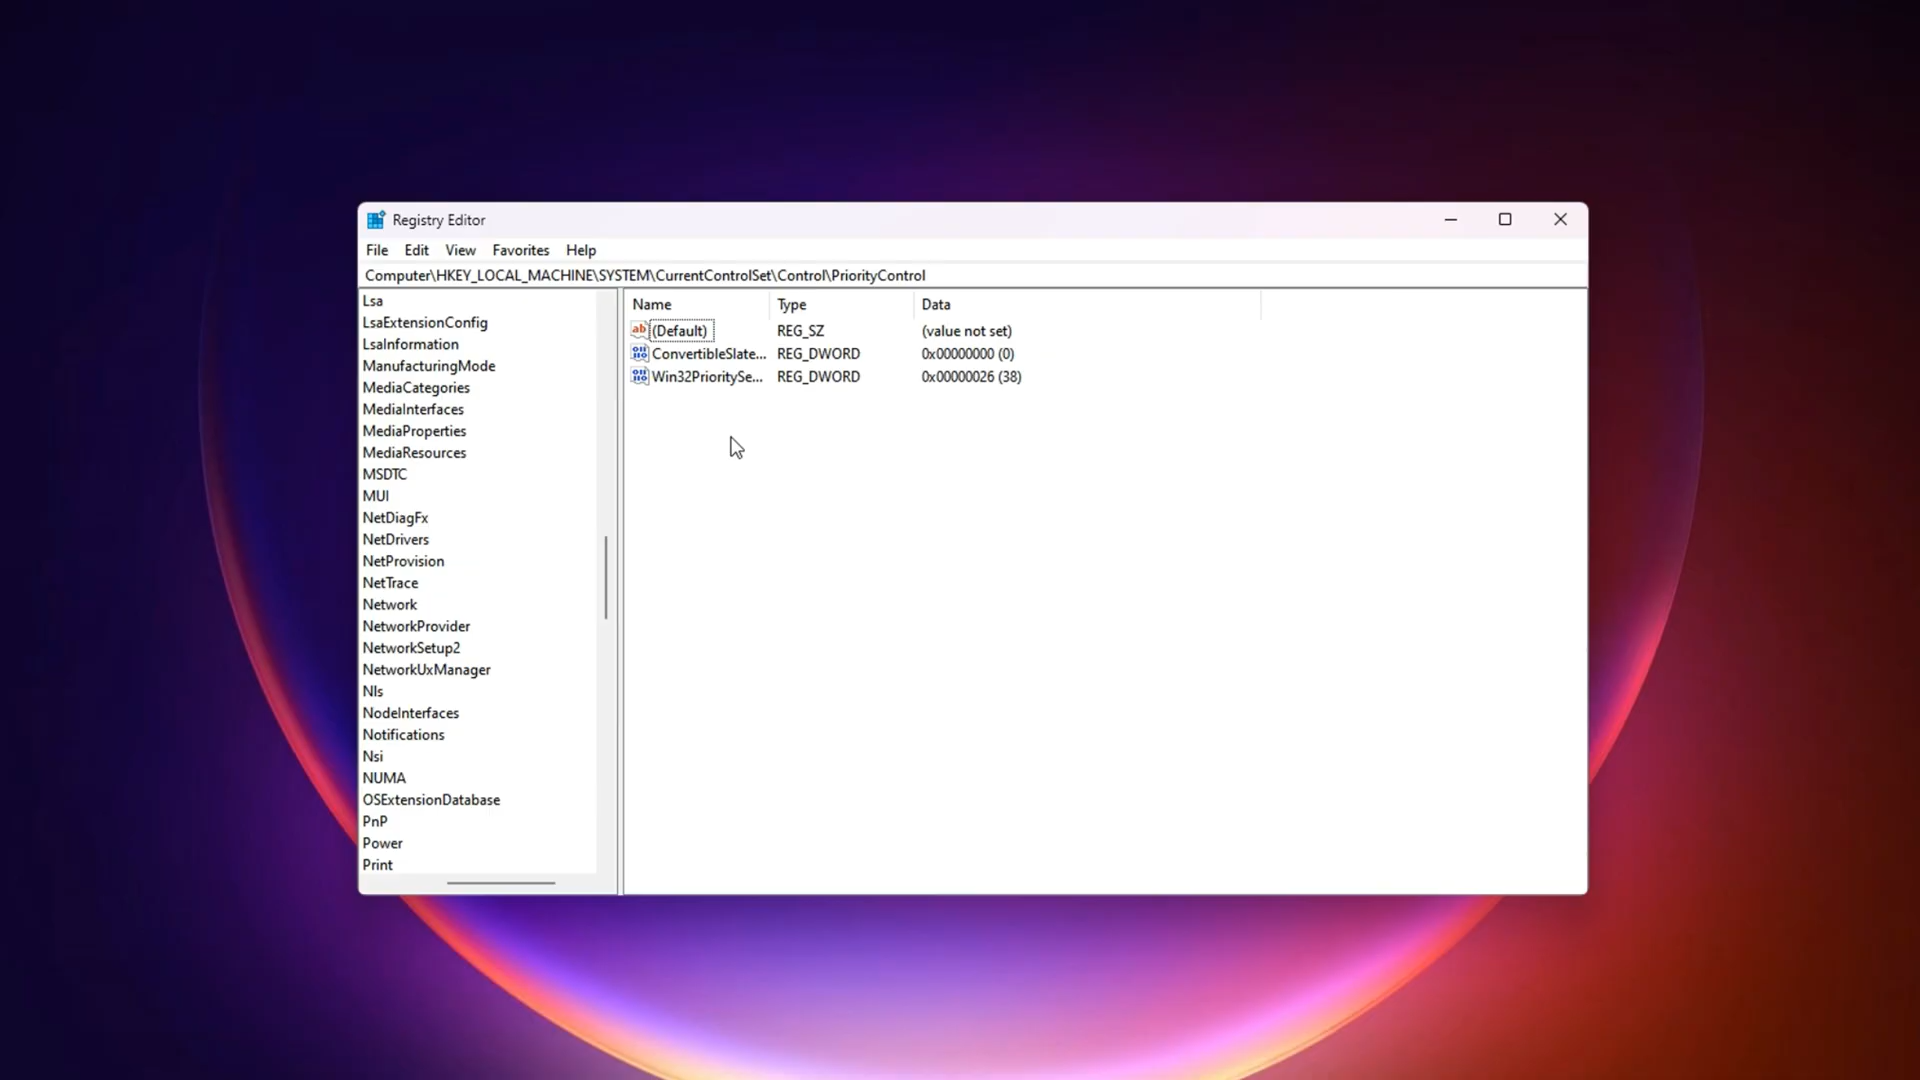 Registry Editor
File Edit View Favorites Help
Computer\HKEY_LOCAL_MACHINE\SYSTEM\CurrentControlSet\Control\PriorityControl
Lsa
LsaExtensionConfig
LsaInformation
ManufacturingMode
MediaCategories
MediaInterfaces
MediaProperties
MediaResources
MSDTC
MUI
NetDiagFx
NetDrivers
NetProvision
NetTrace
Network
NetworkProvider
NetworkSetup2
NetworkUxManager
Nls
NodeInterfaces
Notifications
Nsi
NUMA
OSExtensionDatabase
PnP
Power
Print
Name Type Data
(Default) REG_SZ (value not set)
ConvertibleSlate... REG_DWORD 0x00000000 (0)
Win32PrioritySe... REG_DWORD 0x00000026 (38)